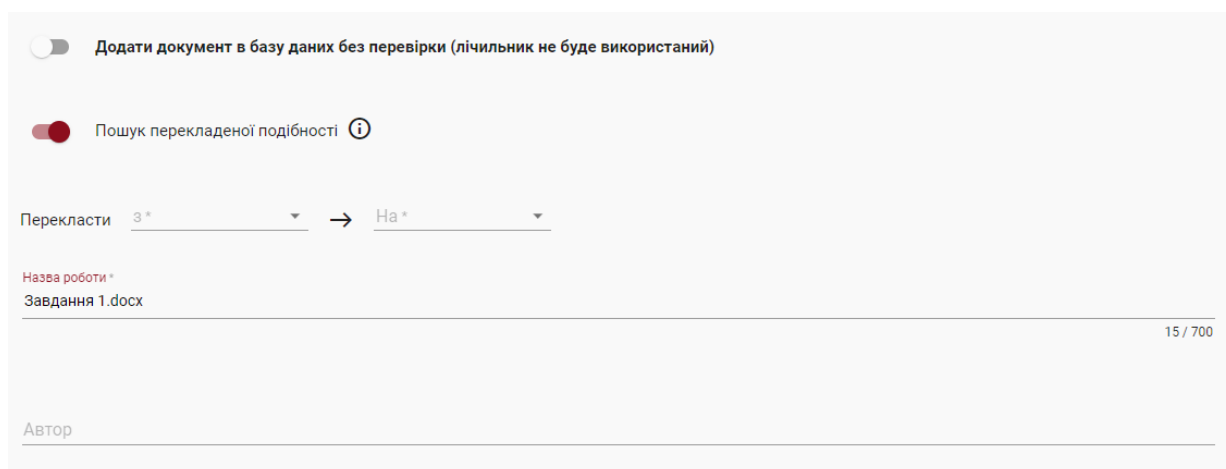 Додати документ в базу даних без перевірки (лічильник не буде використаний)
Пошук перекладеної подібності
Перекласти з * → На *
Назва роботи *
Завдання 1.docx
15 / 700
Автор